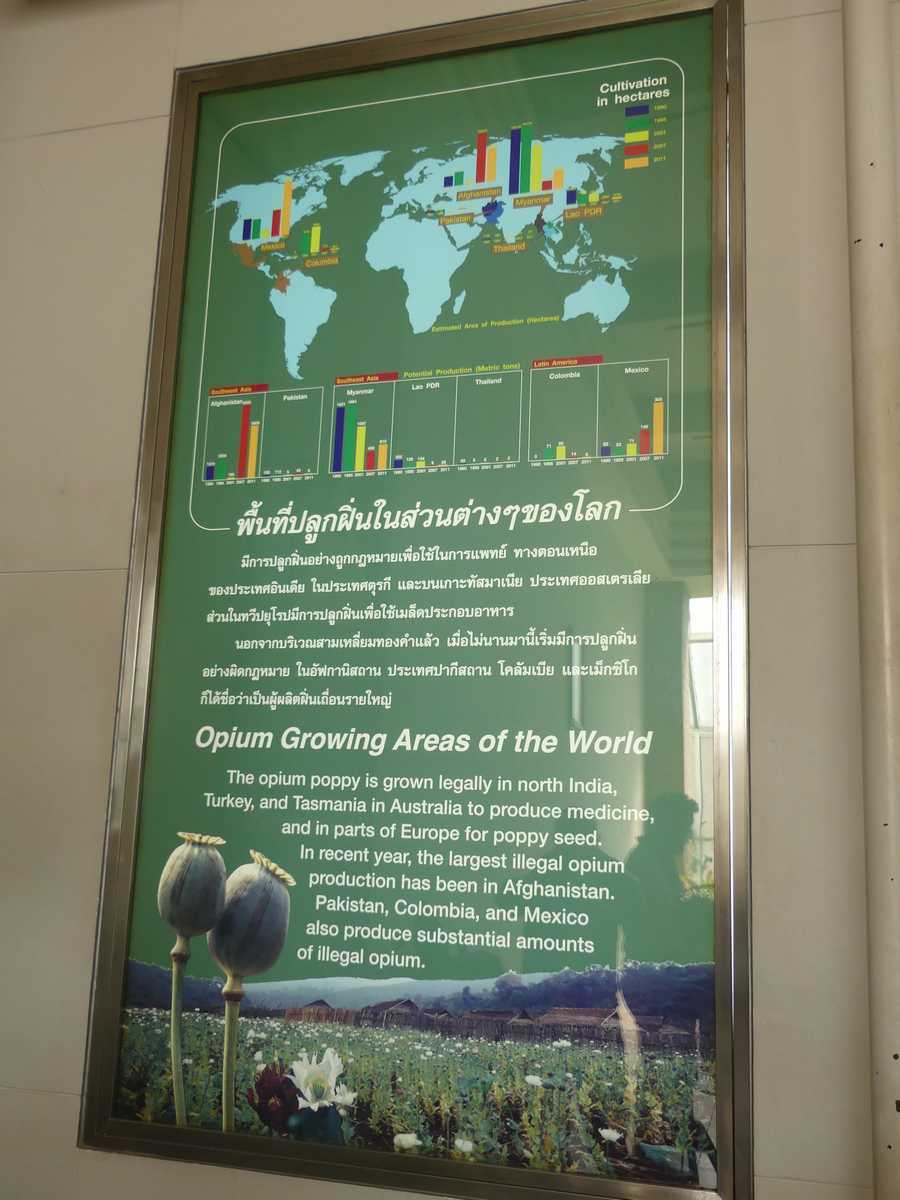 Cultivation
in hectares
1990
1995
2001
2007
2011
Afghanistan
Myanmar
Pakistan
Lao PDR
Mexico
Thailand
Columbia
Estimated Area of Production (Hectares)
Potential Production (Metric tons)
Southeast Asia
Afghanistan
Pakistan
Southeast Asia
Myanmar
Lao PDR
Thailand
Latin America
Colombia
Mexico
พื้นที่ปลูกฝิ่นในส่วนต่างๆของโลก
มีการปลูกฝิ่นอย่างถูกกฎหมายเพื่อใช้ในการแพทย์ ทางตอนเหนือ
ของประเทศอินเดีย ในประเทศตุรกี และบนเกาะทัสมาเนีย ประเทศออสเตรเลีย
ส่วนในทวีปยุโรปมีการปลูกฝิ่นเพื่อใช้เมล็ดประกอบอาหาร
นอกจากบริเวณสามเหลี่ยมทองคำแล้ว เมื่อไม่นานมานี้เริ่มมีการปลูกฝิ่น
อย่างผิดกฎหมาย ในอัฟกานิสถาน ประเทศปากีสถาน โคลัมเบีย และเม็กซิโก
ก็ได้ชื่อว่าเป็นผู้ผลิตฝิ่นเถื่อนรายใหญ่
Opium Growing Areas of the World
The opium poppy is grown legally in north India,
Turkey, and Tasmania in Australia to produce medicine,
and in parts of Europe for poppy seed.
In recent year, the largest illegal opium
production has been in Afghanistan.
Pakistan, Colombia, and Mexico
also produce substantial amounts
of illegal opium.